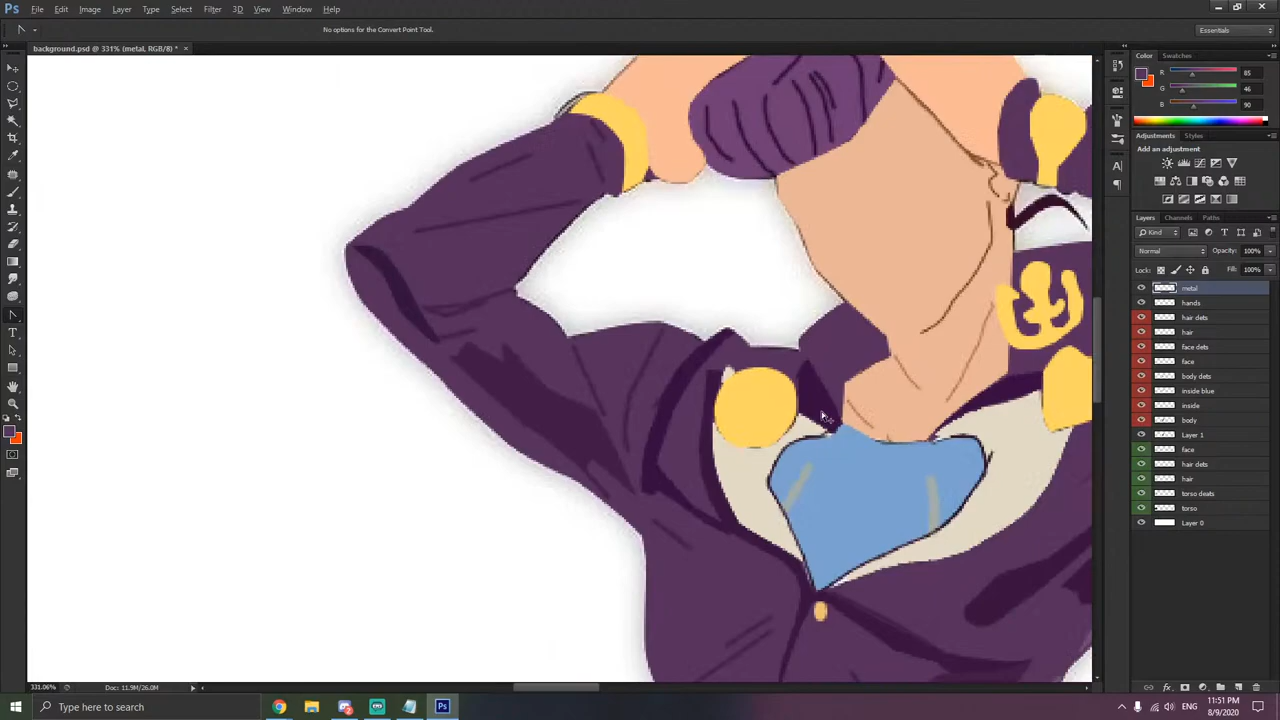 Ps File Edit Image Layer Type Select Filter 3D View Window Help
No options for the Convert Point Tool.
Essentials
background.psd @ 331% (metal, RGB/8) *
Color Swatches
R 85
G 46
B 90
Adjustments Styles
Add an adjustment
Layers Channels Paths
Kind
Normal Opacity: 100%
Lock: Fill: 100%
metal
hands
hair dets
hair
face dets
face
body dets
inside blue
inside
body
Layer 1
face
hair dets
hair
torso deats
torso
Layer 0
331.06% Doc: 11.9M/26.0M
Type here to search
Ps
ENG
11:51 PM
8/9/2020